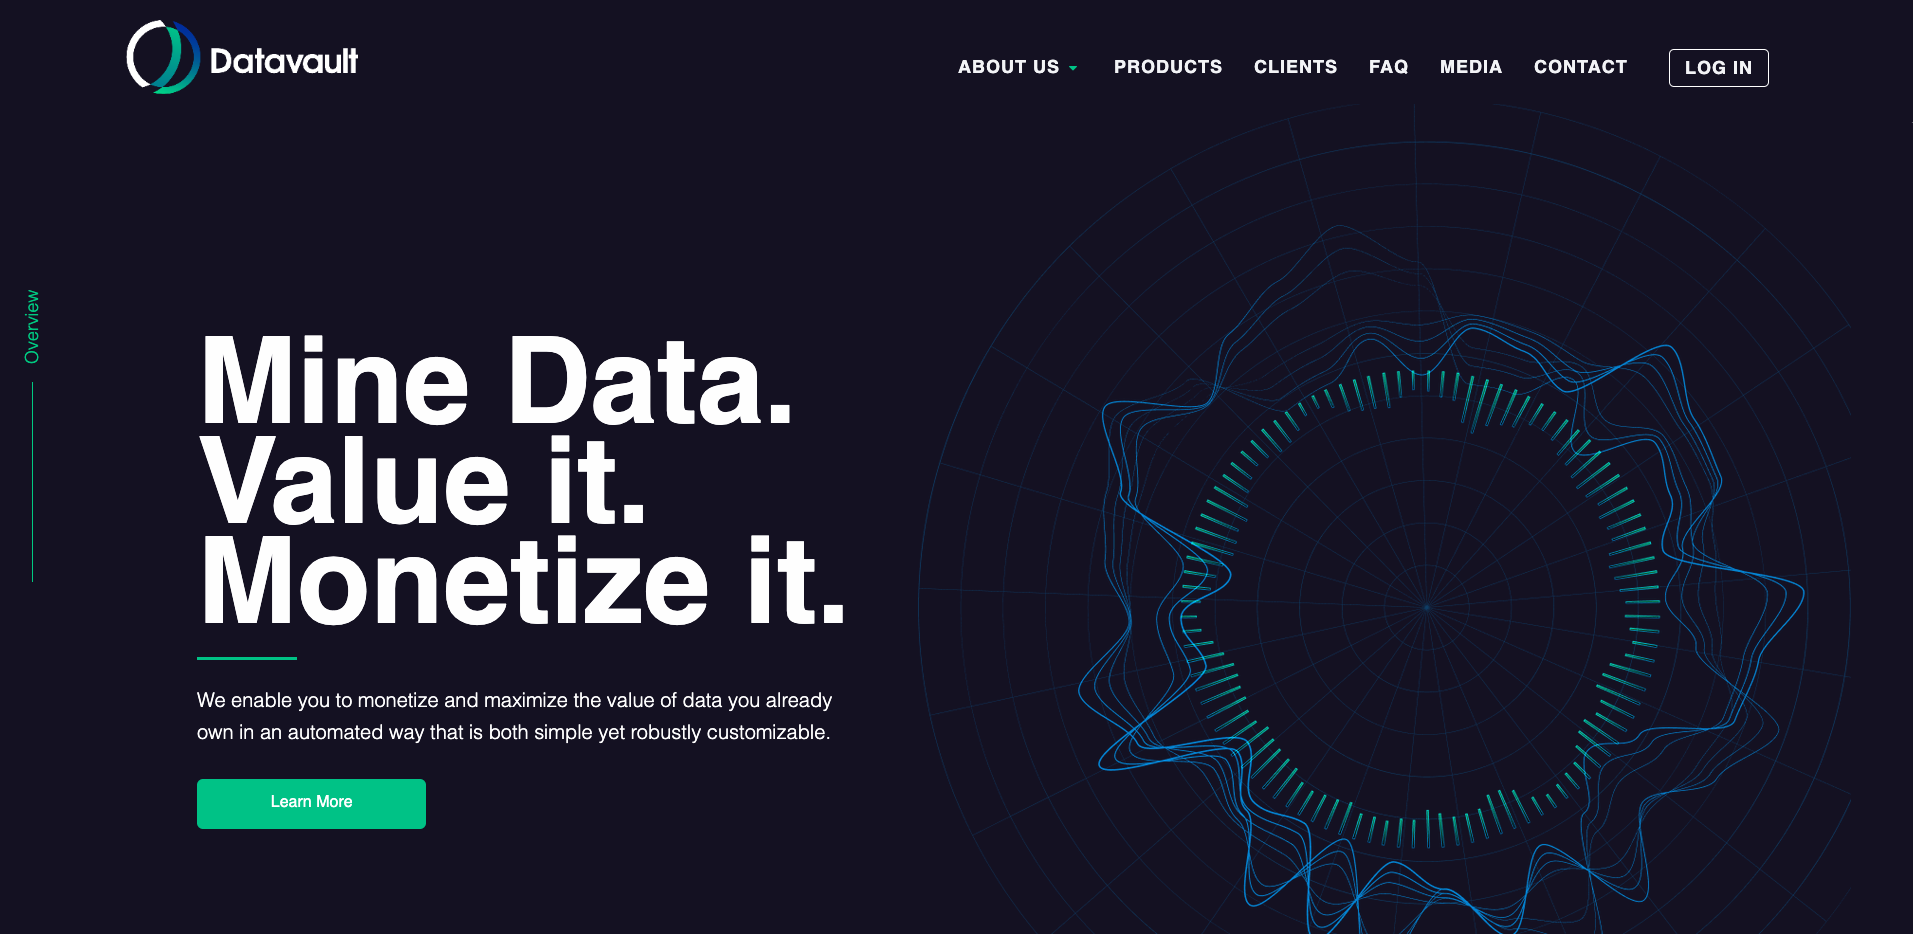 Datavault
ABOUT US
PRODUCTS
CLIENTS
FAQ
MEDIA
CONTACT
LOG IN
Overview
Mine Data.
Value it.
Monetize it.
We enable you to monetize and maximize the value of data you already
own in an automated way that is both simple yet robustly customizable.
Learn More